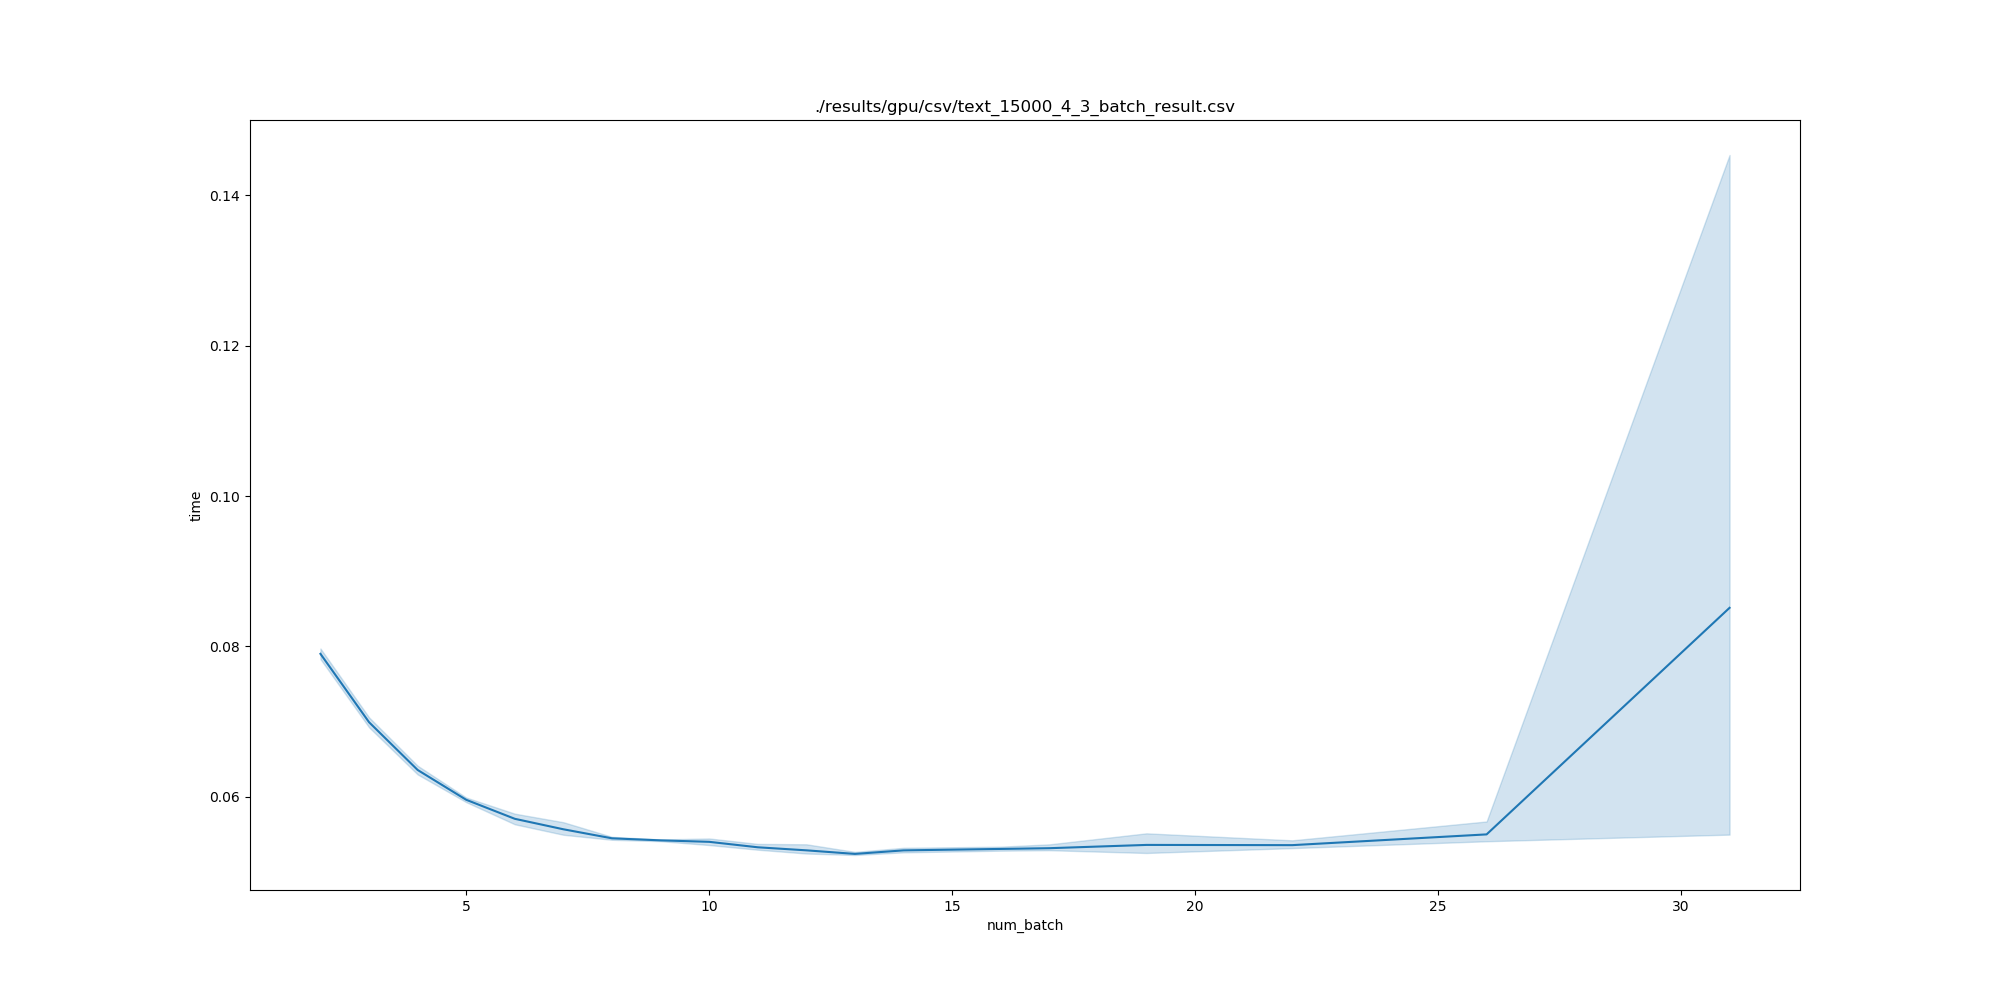 ./results/gpu/csv/text_15000_4_3_batch_result.csv
0.14
0.12
0.10
0.08
0.06
time
5 10 15 20 25 30
num_batch